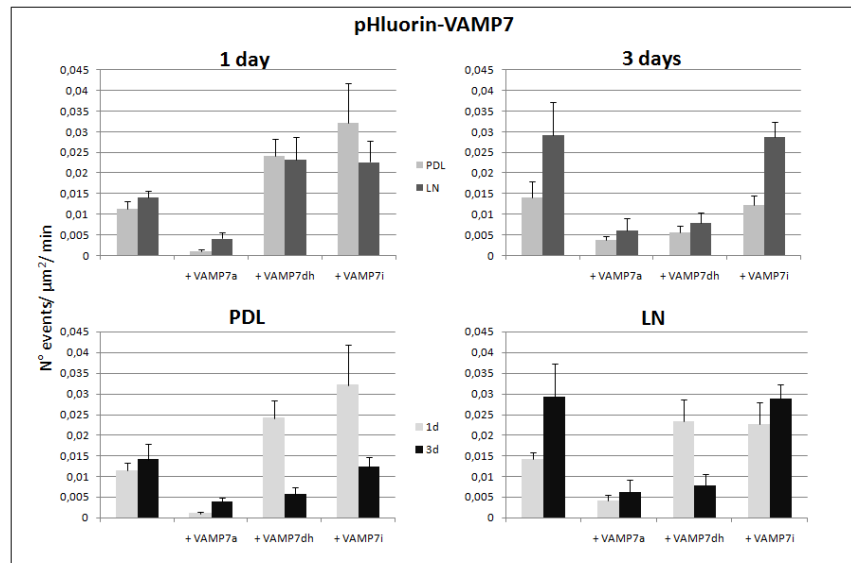 pHluorin-VAMP7
1 day
0,045
0,04
0,035
0,03
0,025
0,02
0,015
0,01
0,005
0
+ VAMP7a + VAMP7dh + VAMP7i
PDL
LN
3 days
0,045
0,04
0,035
0,03
0,025
0,02
0,015
0,01
0,005
0
+ VAMP7a + VAMP7dh + VAMP7i
N° events/ µm²/ min
PDL
0,045
0,04
0,035
0,03
0,025
0,02
0,015
0,01
0,005
0
+ VAMP7a + VAMP7dh + VAMP7i
1d
3d
LN
0,045
0,04
0,035
0,03
0,025
0,02
0,015
0,01
0,005
0
+ VAMP7a + VAMP7dh + VAMP7i